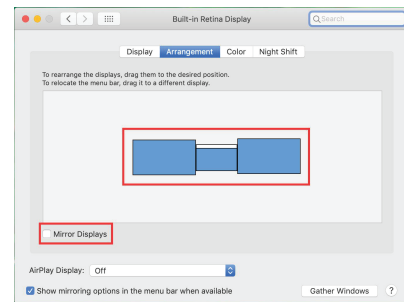 Built-in Retina Display
Search
Display Arrangement Color Night Shift
To rearrange the displays, drag them to the desired position.
To relocate the menu bar, drag it to a different display.
Mirror Displays
AirPlay Display: Off
Show mirroring options in the menu bar when available
Gather Windows ?